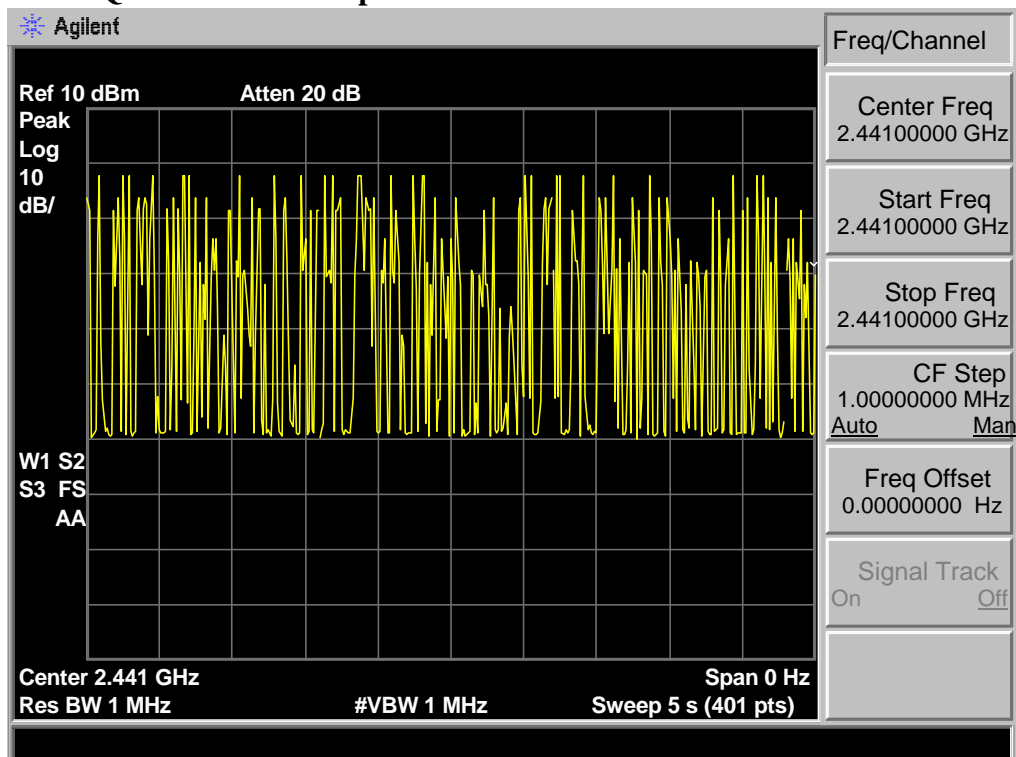 Agilent
Freq/Channel
Ref 10 dBm Atten 20 dB
Peak
Log
10
dB/
W1 S2
S3 FS
AA
Center 2.441 GHz Span 0 Hz
Res BW 1 MHz #VBW 1 MHz Sweep 5 s (401 pts)
Center Freq
2.44100000 GHz
Start Freq
2.44100000 GHz
Stop Freq
2.44100000 GHz
CF Step
1.00000000 MHz
Auto Man
Freq Offset
0.00000000 Hz
Signal Track
On Off